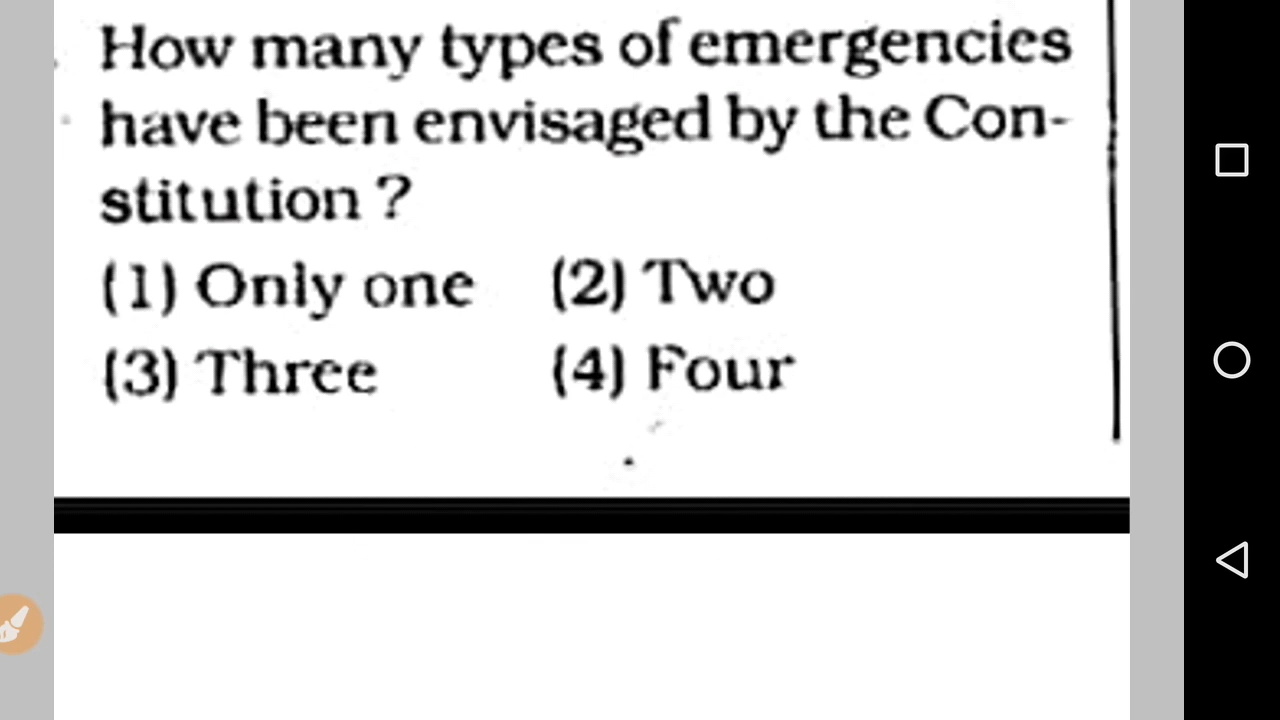 How many types of emergencies
have been envisaged by the Con-
stitution ?
(1) Only one (2) Two
(3) Three (4) Four